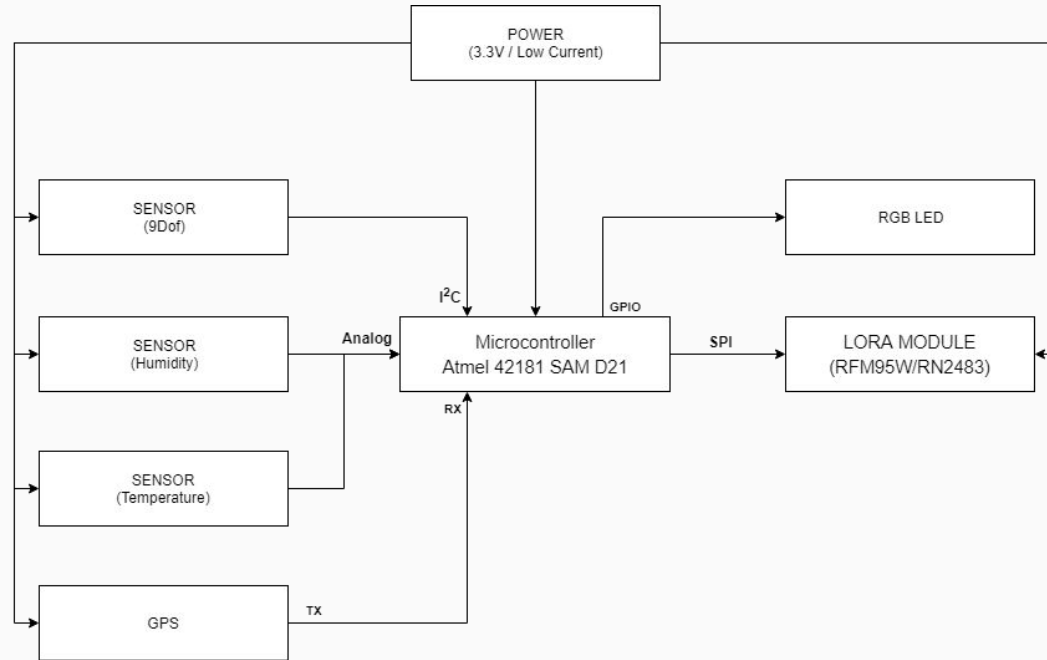 POWER
(3.3V / Low Current)
SENSOR
(9Dof)
RGB LED
I²C
GPIO
SENSOR
(Humidity)
Analog
Microcontroller
Atmel 42181 SAM D21
SPI
LORA MODULE
(RFM95W/RN2483)
RX
SENSOR
(Temperature)
GPS
TX